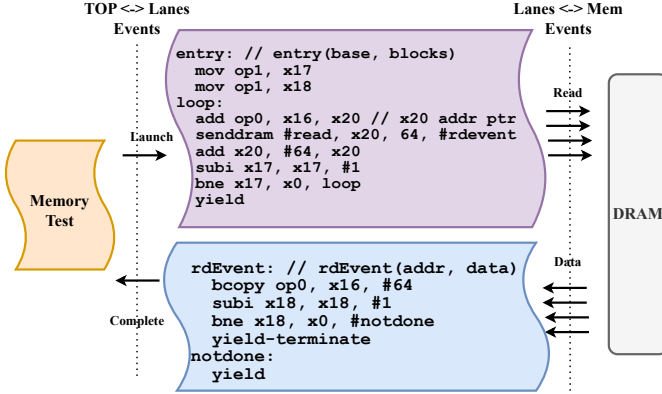 TOP <-> Lanes
Events
Lanes <-> Mem
Events
entry: // entry(base, blocks)
mov op1, x17
mov op1, x18
loop:
add op0, x16, x20 // x20 addr ptr
senddram #read, x20, 64, #rdevent
add x20, #64, x20
subi x17, x17, #1
bne x17, x0, loop
yield
Launch
Read
Memory
Test
DRAM
rdEvent: // rdEvent(addr, data)
bcopy op0, x16, #64
subi x18, x18, #1
bne x18, x0, #notdone
yield-terminate
notdone:
yield
Data
Complete